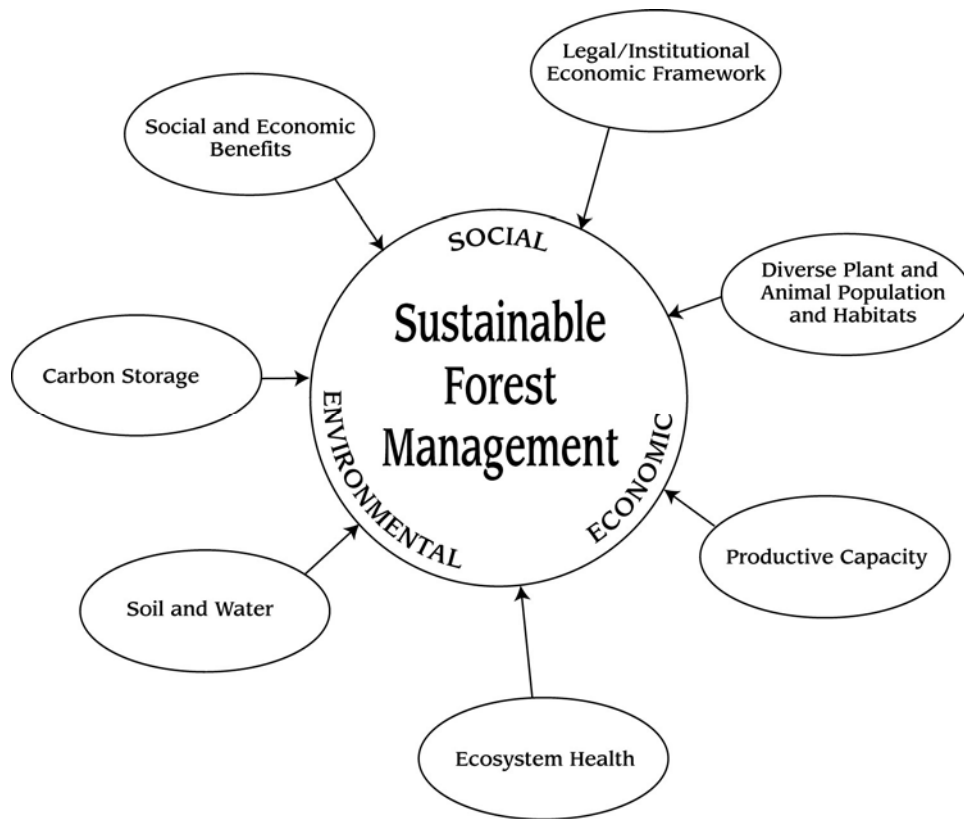 Legal/Institutional
Economic Framework
Social and Economic
Benefits
SOCIAL
Diverse Plant and
Animal Population
and Habitats
Sustainable
Forest
Management
Carbon Storage
ENVIRONMENTAL
ECONOMIC
Productive Capacity
Soil and Water
Ecosystem Health